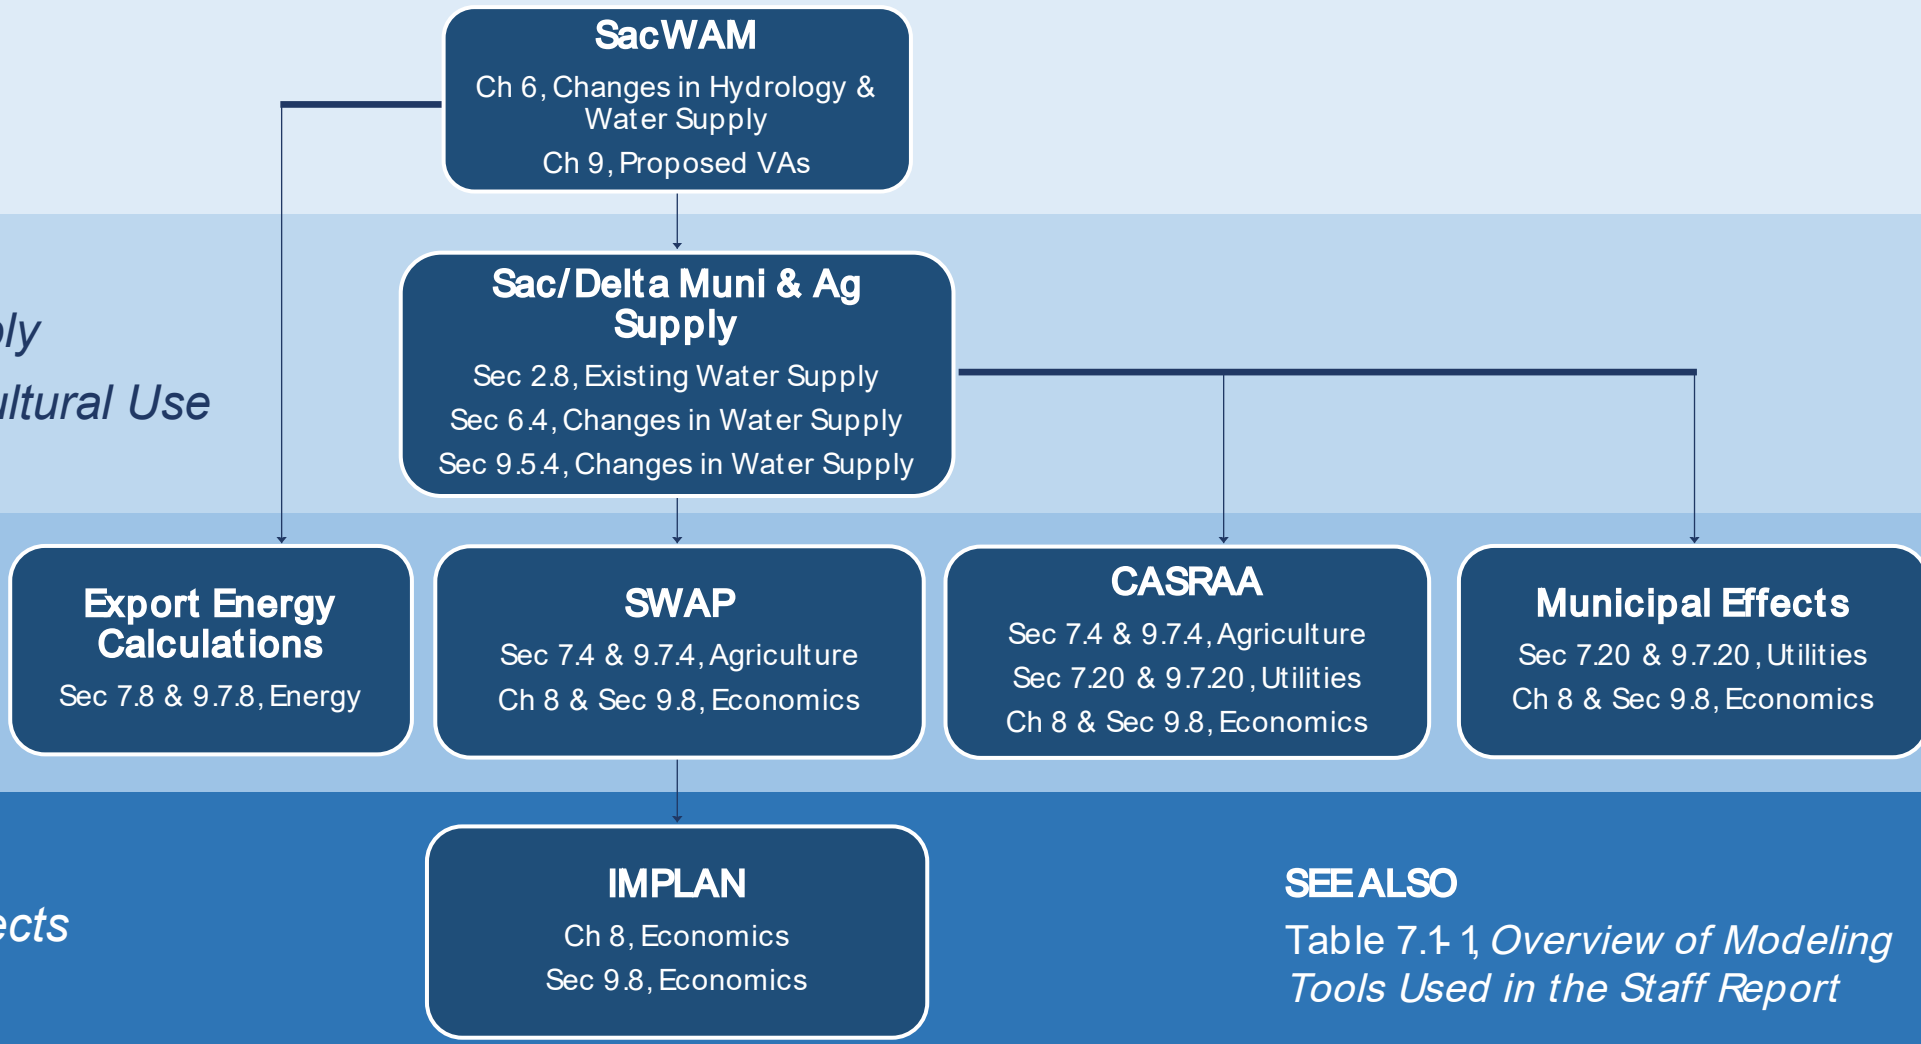 SacWAM
Ch 6, Changes in Hydrology &
Water Supply
Ch 9, Proposed VAs
Sac/Delta Muni & Ag
Supply
Sec 2.8, Existing Water Supply
Sec 6.4, Changes in Water Supply
Sec 9.5.4, Changes in Water Supply
Use
Export Energy
Calculations
Sec 7.8 & 9.7.8, Energy
SWAP
Sec 7.4 & 9.7.4, Agriculture
Ch 8 & Sec 9.8, Economics
CASRAA
Sec 7.4 & 9.7.4, Agriculture
Sec 7.20 & 9.7.20, Utilities
Ch 8 & Sec 9.8, Economics
Municipal Effects
Sec 7.20 & 9.7.20, Utilities
Ch 8 & Sec 9.8, Economics
IMPLAN
Ch 8, Economics
Sec 9.8, Economics
SEE ALSO
Table 7.1-1, Overview of Modeling
Tools Used in the Staff Report